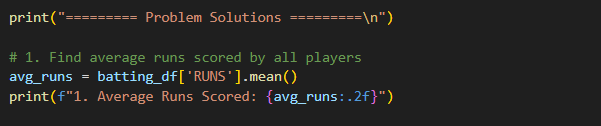 print("========= Problem Solutions =========\n")
# 1. Find average runs scored by all players
avg_runs = batting_df['RUNS'].mean()
print(f"1. Average Runs Scored: {avg_runs:.2f}")